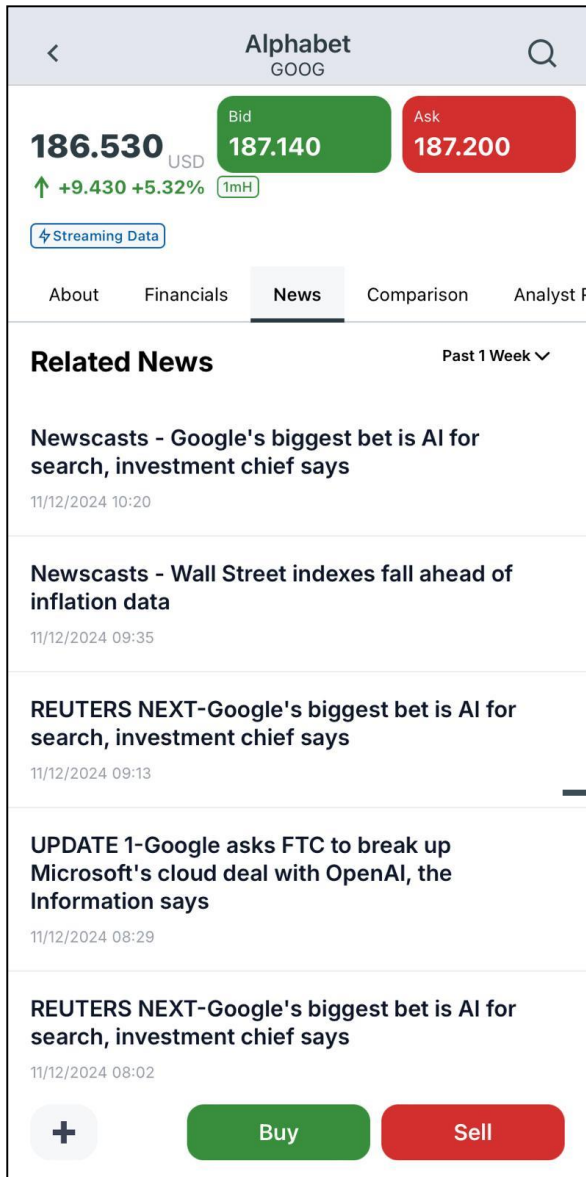 Alphabet
GOOG
186.530 USD
+9.430 +5.32% 1mH
Bid
187.140
Ask
187.200
Streaming Data
About Financials News Comparison Analyst
Related News
Past 1 Week
Newscasts - Google's biggest bet is AI for
search, investment chief says
11/12/2024 10:20
Newscasts - Wall Street indexes fall ahead of
inflation data
11/12/2024 09:35
REUTERS NEXT-Google's biggest bet is AI for
search, investment chief says
11/12/2024 09:13
UPDATE 1-Google asks FTC to break up
Microsoft's cloud deal with OpenAI, the
Information says
11/12/2024 08:29
REUTERS NEXT-Google's biggest bet is AI for
search, investment chief says
11/12/2024 08:02
+ Buy Sell